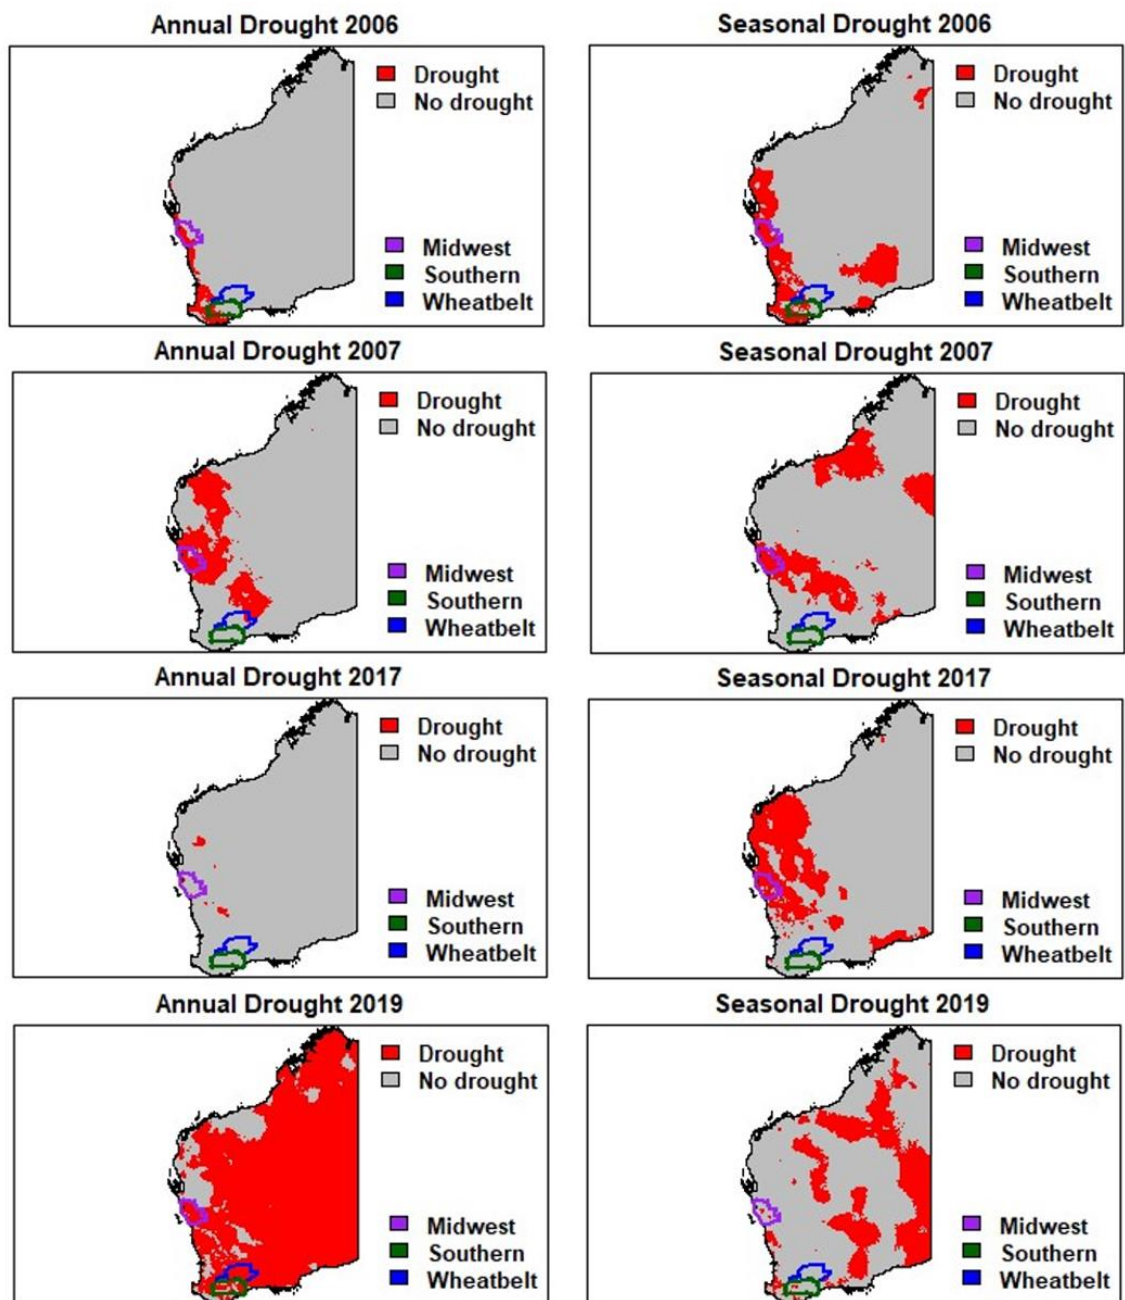 Annual Drought 2006
Drought
No drought
Midwest
Southern
Wheatbelt
Seasonal Drought 2006
Drought
No drought
Midwest
Southern
Wheatbelt
Annual Drought 2007
Drought
No drought
Midwest
Southern
Wheatbelt
Seasonal Drought 2007
Drought
No drought
Midwest
Southern
Wheatbelt
Annual Drought 2017
Drought
No drought
Midwest
Southern
Wheatbelt
Seasonal Drought 2017
Drought
No drought
Midwest
Southern
Wheatbelt
Annual Drought 2019
Drought
No drought
Midwest
Southern
Wheatbelt
Seasonal Drought 2019
Drought
No drought
Midwest
Southern
Wheatbelt